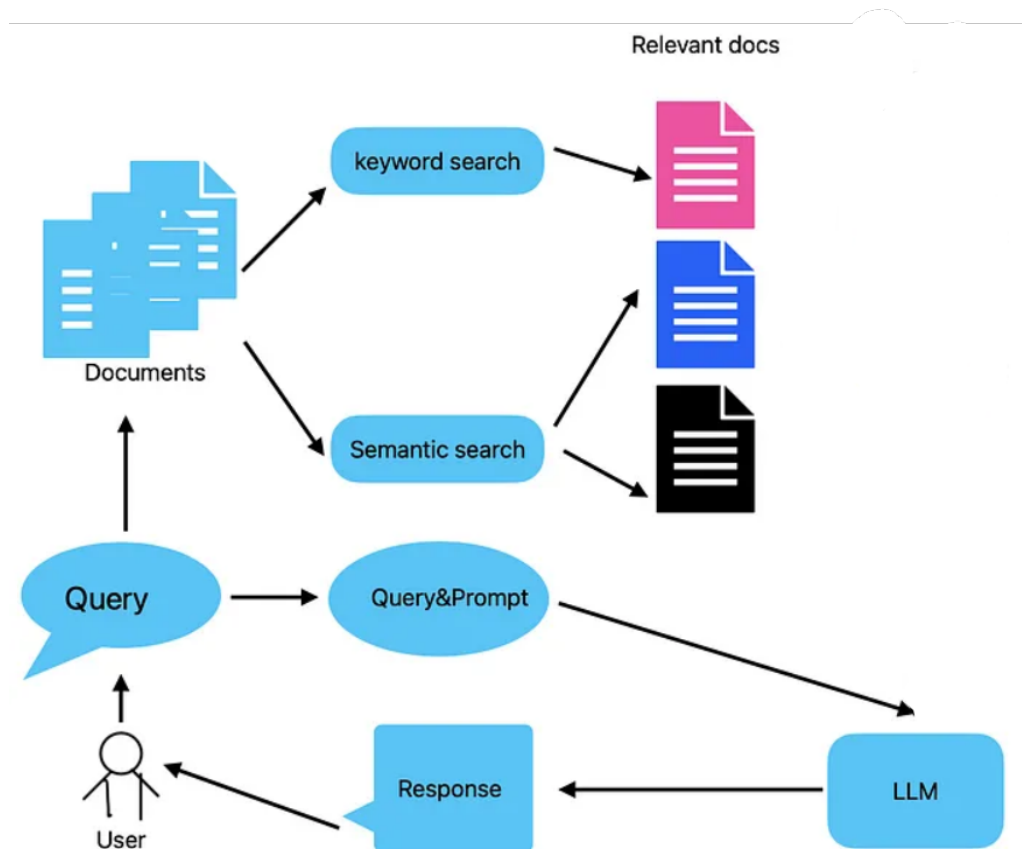 Relevant docs
keyword search
Documents
Semantic search
Query
Query&Prompt
Response
LLM
User